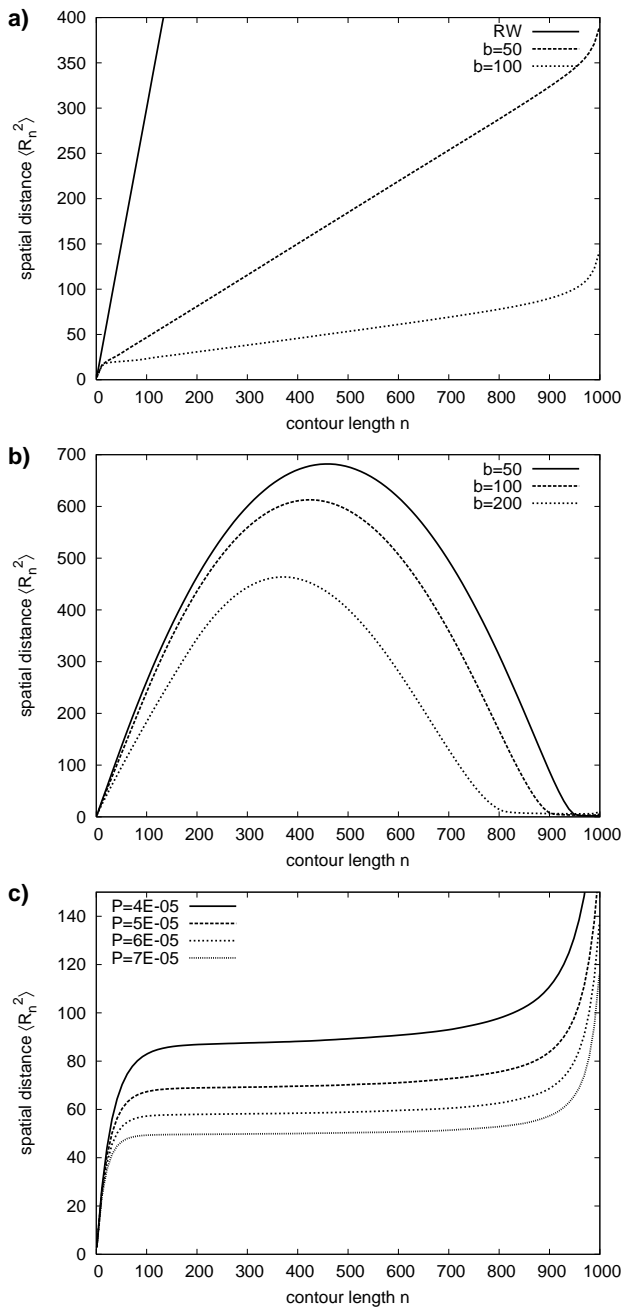 a)
400
350
300
250
200
150
100
50
0
spatial distance ⟨R_n^2⟩
RW
b=50
b=100
0 100 200 300 400 500 600 700 800 900 1000
contour length n
b)
700
600
500
400
300
200
100
0
spatial distance ⟨R_n^2⟩
b=50
b=100
b=200
0 100 200 300 400 500 600 700 800 900 1000
contour length n
c)
140
120
100
80
60
40
20
0
spatial distance ⟨R_n^2⟩
P=4E-05
P=5E-05
P=6E-05
P=7E-05
0 100 200 300 400 500 600 700 800 900 1000
contour length n